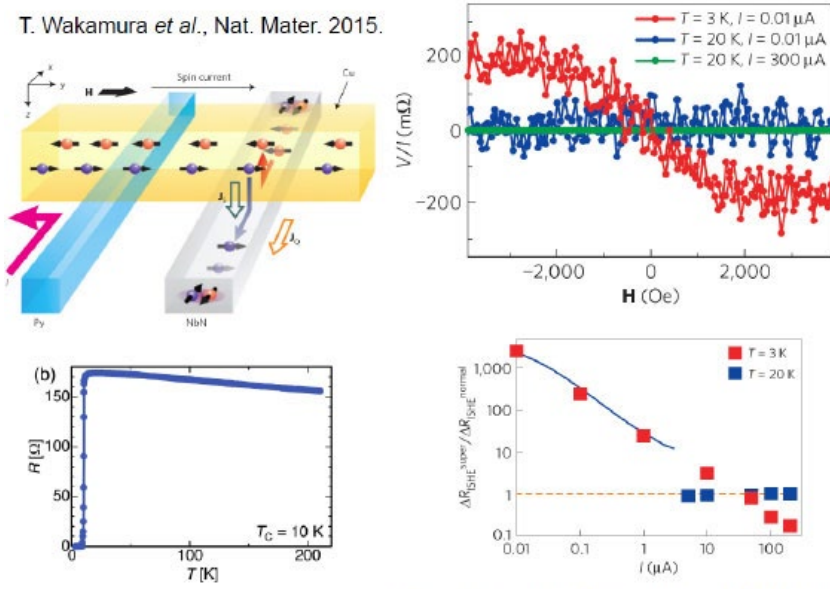 T. Wakamura et al., Nat. Mater. 2015.
x
y
z
H
Spin current
Cu
Js
JQ
I
Py
NbN
T = 3 K, I = 0.01 µA
T = 20 K, I = 0.01 µA
T = 20 K, I = 300 µA
V/I (mΩ)
200
0
−200
−2,000
0
2,000
H (Oe)
(b)
R [Ω]
150
100
50
0
0
100
200
T_C = 10 K
T [K]
ΔR_ISHE^super/ΔR_ISHE^normal
1,000
100
10
1
0.1
T = 3 K
T = 20 K
0.01
0.1
1
10
100
I (µA)